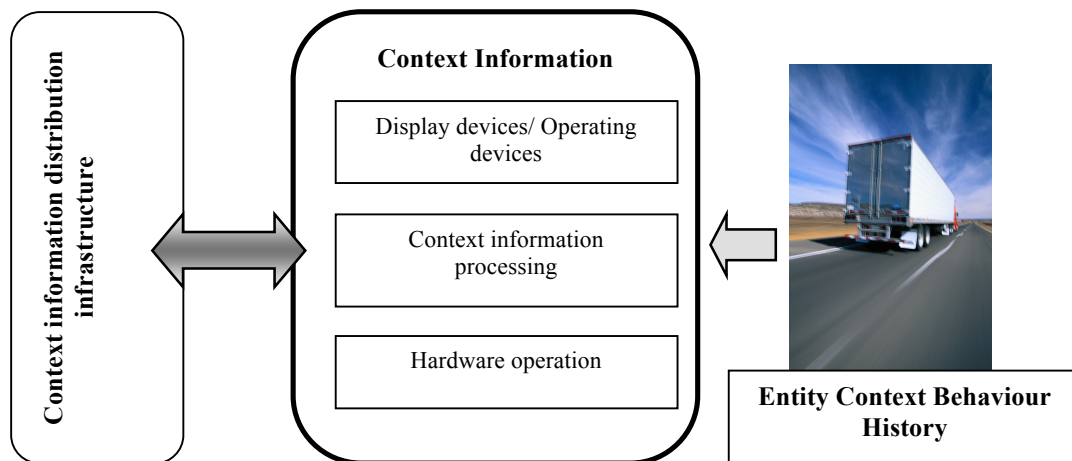 Context information distribution
infrastructure
Context Information
Display devices/ Operating
devices
Context information
processing
Hardware operation
Entity Context Behaviour
History